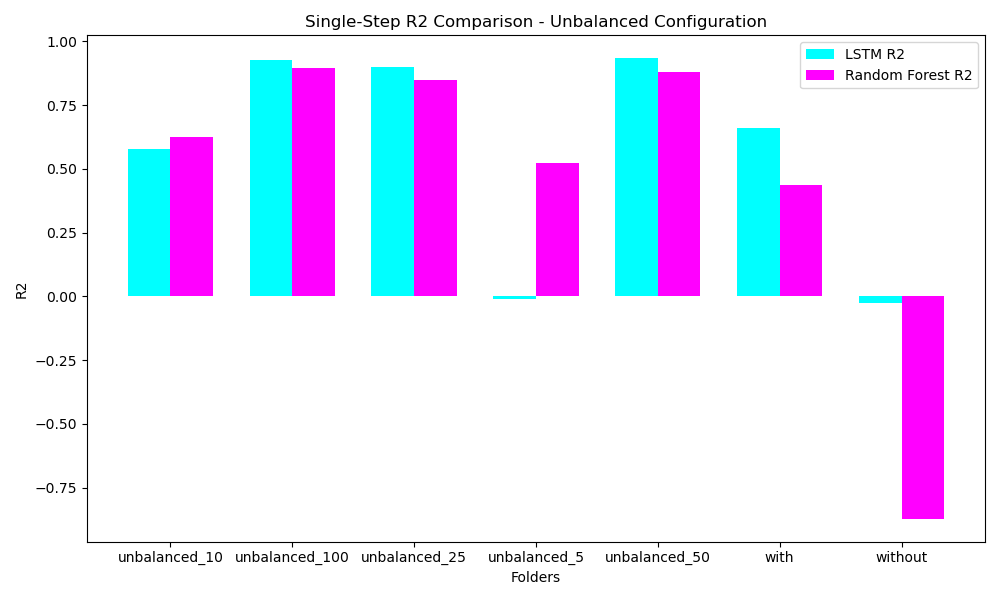 Single-Step R2 Comparison - Unbalanced Configuration
LSTM R2
Random Forest R2
1.00
0.75
0.50
0.25
0.00
−0.25
−0.50
−0.75
R2
unbalanced_10
unbalanced_100
unbalanced_25
unbalanced_5
unbalanced_50
with
without
Folders